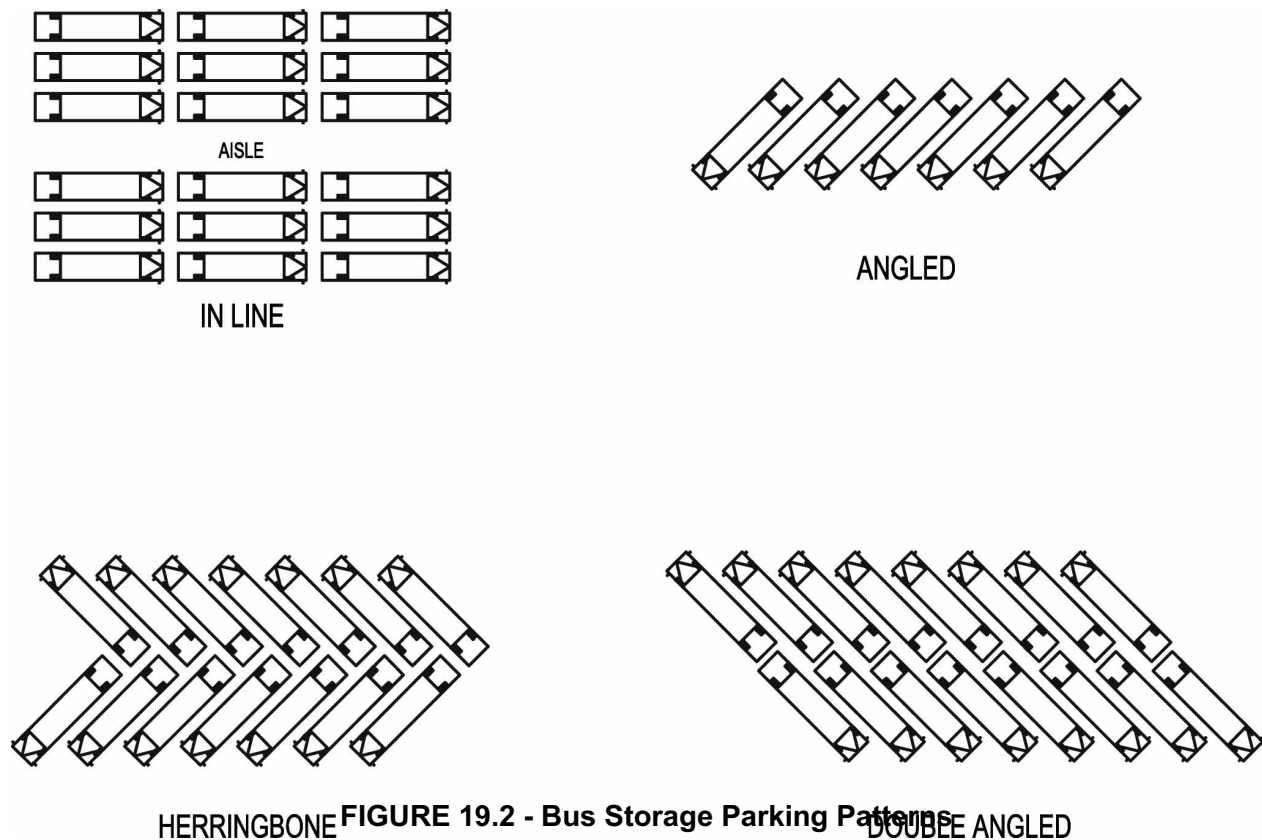 AISLE
IN LINE
ANGLED
HERRINGBONE
FIGURE 19.2 - Bus Storage Parking Patterns
DOUBLE ANGLED